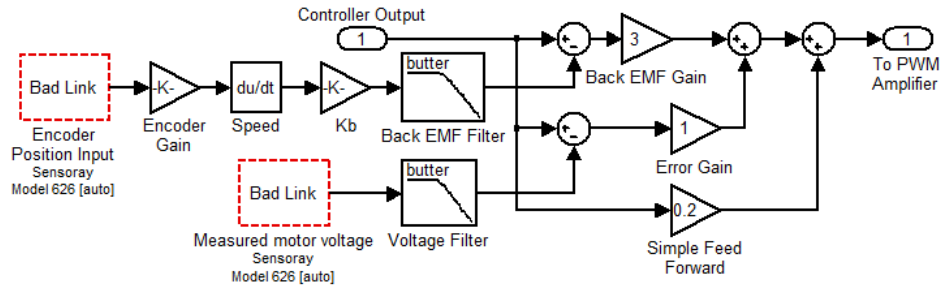 Controller Output
1
Bad Link
Encoder
Position Input
Sensoray
Model 626 [auto]
-K-
Encoder
Gain
du/dt
Speed
-K-
Kb
butter
Back EMF Filter
+
-
3
Back EMF Gain
+
+
+
+
1
To PWM
Amplifier
Bad Link
Measured motor voltage
Sensoray
Model 626 [auto]
butter
Voltage Filter
+
-
1
Error Gain
0.2
Simple Feed
Forward